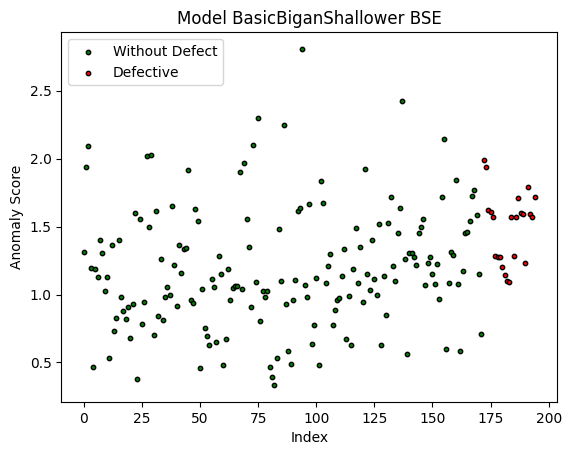 Model BasicBiganShallower BSE
Without Defect
Defective
Anomaly Score
2.5
2.0
1.5
1.0
0.5
0
25
50
75
100
125
150
175
200
Index